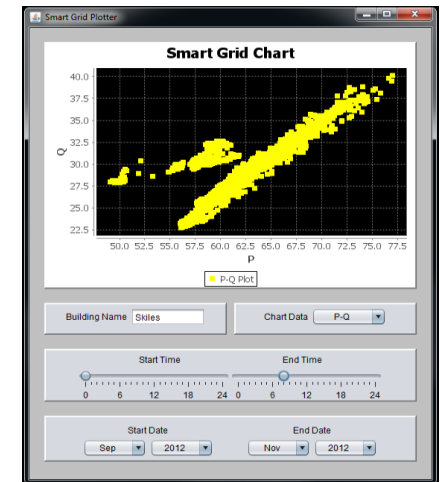 Smart Grid Plotter
Smart Grid Chart
40.0
37.5
35.0
32.5
30.0
27.5
25.0
22.5
Q
50.0 52.5 55.0 57.5 60.0 62.5 65.0 67.5 70.0 72.5 75.0 77.5
P
P-Q Plot
Building Name Skiles
Chart Data P-Q
Start Time End Time
0 6 12 18 24 0 6 12 18 24
Start Date End Date
Sep 2012 Nov 2012